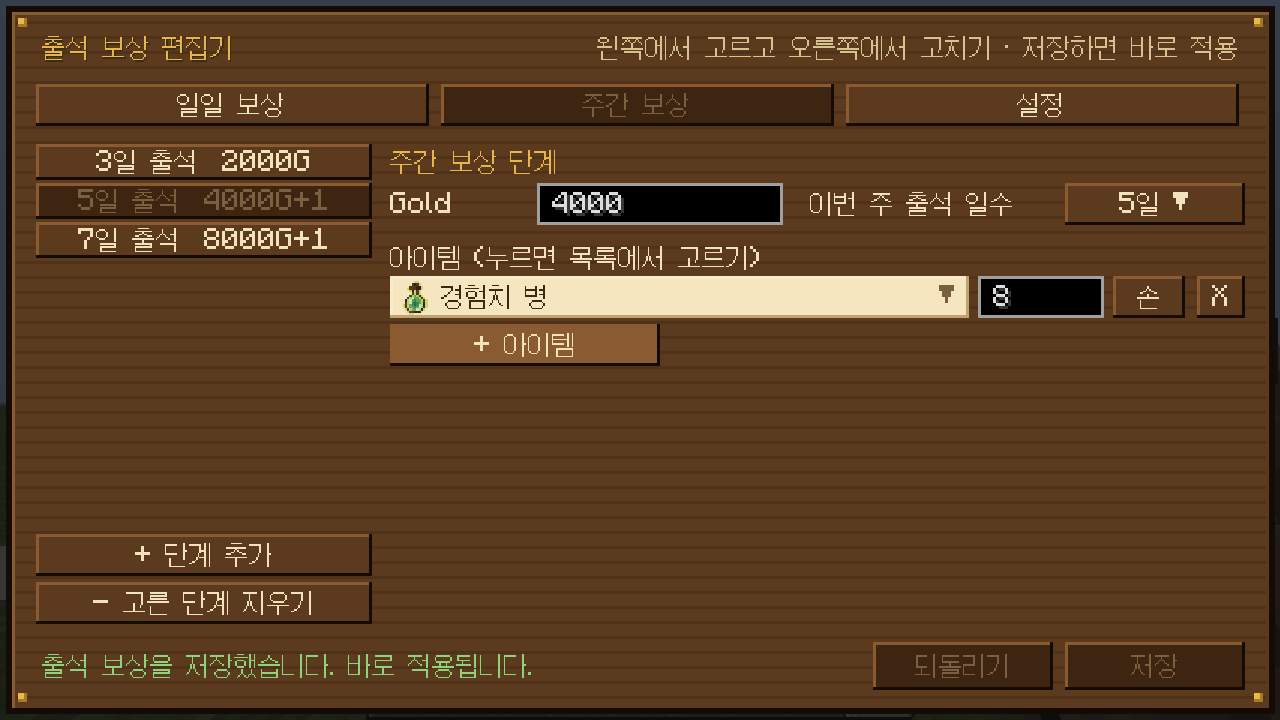 출석 보상 편집기
왼쪽에서 고르고 오른쪽에서 고치기 · 저장하면 바로 적용
일일 보상
주간 보상
설정
3일 출석 2000G
5일 출석 4000G+1
7일 출석 8000G+1
주간 보상 단계
Gold
4000
이번 주 출석 일수
5일 ▼
아이템 (누르면 목록에서 고르기)
경험치 병 ▼
8
손
X
+ 아이템
+ 단계 추가
- 고른 단계 지우기
출석 보상을 저장했습니다. 바로 적용됩니다.
되돌리기
저장